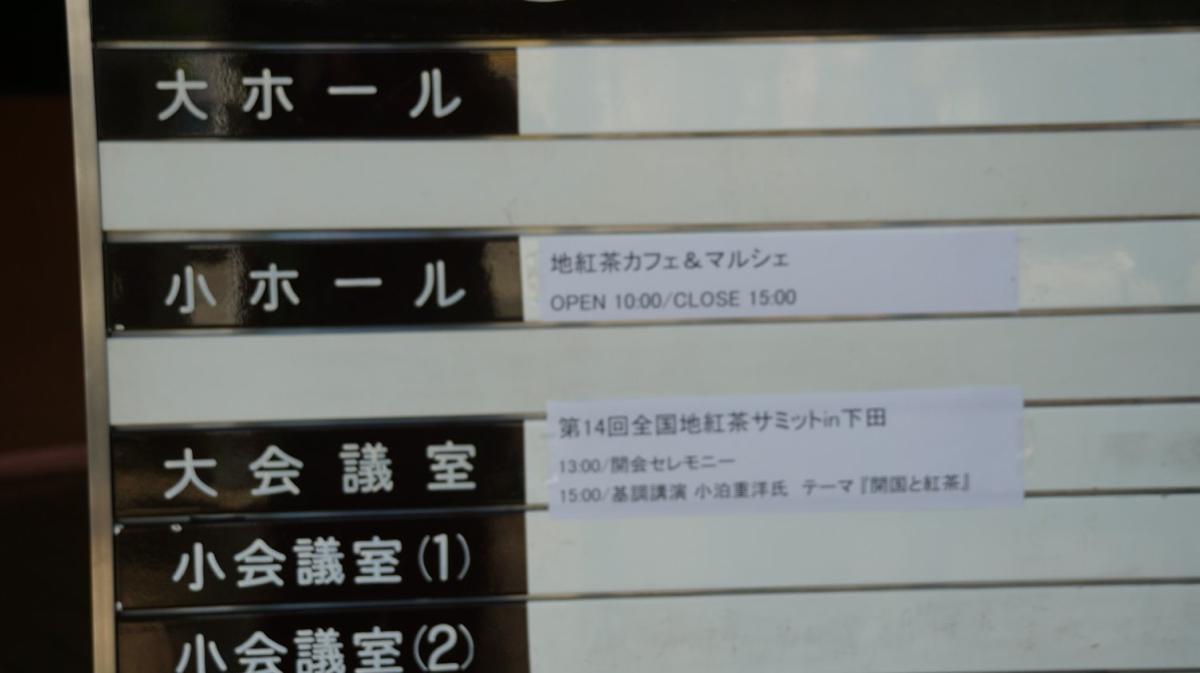 大ホール
小ホール
地紅茶カフェ＆マルシェ
OPEN 10:00/CLOSE 15:00
大会議室
第14回全国地紅茶サミットin下田
13:00/開会セレモニー
15:00/基調講演 小泊重洋氏 テーマ『開国と紅茶』
小会議室(1)
小会議室(2)